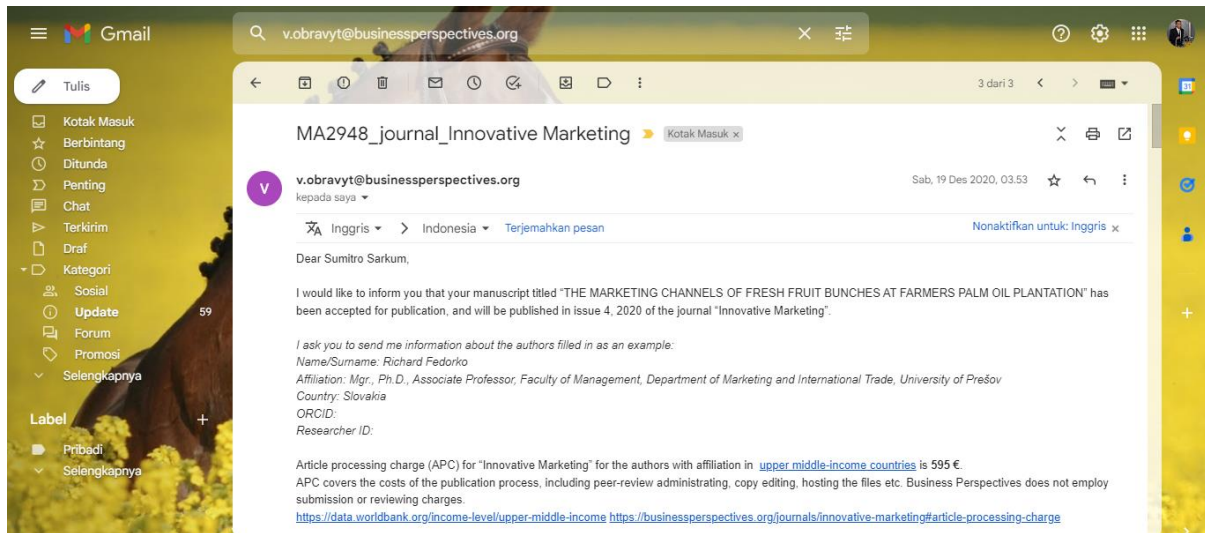 Gmail
v.obravyt@businessperspectives.org
Tulis
3 dari 3
31
Kotak Masuk
Berbintang
Ditunda
Penting
Chat
Terkirim
Draf
Kategori
Sosial
Update 59
Forum
Promosi
Selengkapnya
Label
Pribadi
Selengkapnya
MA2948_journal_Innovative Marketing Kotak Masuk ×
V
v.obravyt@businessperspectives.org Sab, 19 Des 2020, 03.53
kepada saya
Inggris > Indonesia Terjemahkan pesan Nonaktifkan untuk: Inggris ×
Dear Sumitro Sarkum,
I would like to inform you that your manuscript titled “THE MARKETING CHANNELS OF FRESH FRUIT BUNCHES AT FARMERS PALM OIL PLANTATION” has
been accepted for publication, and will be published in issue 4, 2020 of the journal “Innovative Marketing”.
I ask you to send me information about the authors filled in as an example:
Name/Surname: Richard Fedorko
Affiliation: Mgr., Ph.D., Associate Professor, Faculty of Management, Department of Marketing and International Trade, University of Prešov
Country: Slovakia
ORCID:
Researcher ID:
Article processing charge (APC) for “Innovative Marketing” for the authors with affiliation in upper middle-income countries is 595 €.
APC covers the costs of the publication process, including peer-review administrating, copy editing, hosting the files etc. Business Perspectives does not employ
submission or reviewing charges.
https://data.worldbank.org/income-level/upper-middle-income https://businessperspectives.org/journals/innovative-marketing#article-processing-charge